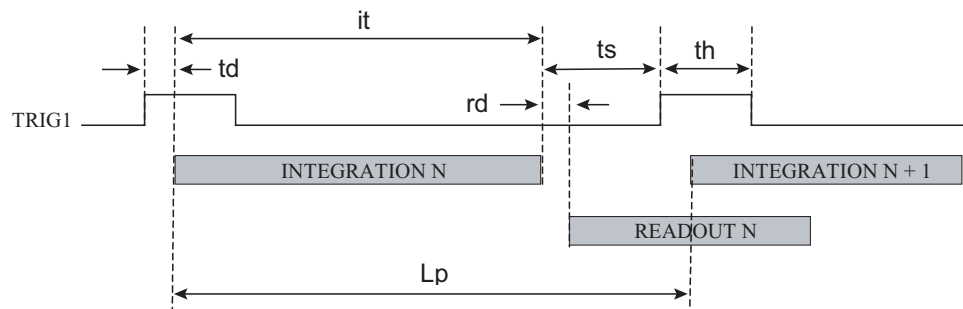 it
ts
th
td
rd
TRIG1
INTEGRATION N
INTEGRATION N + 1
READOUT N
Lp